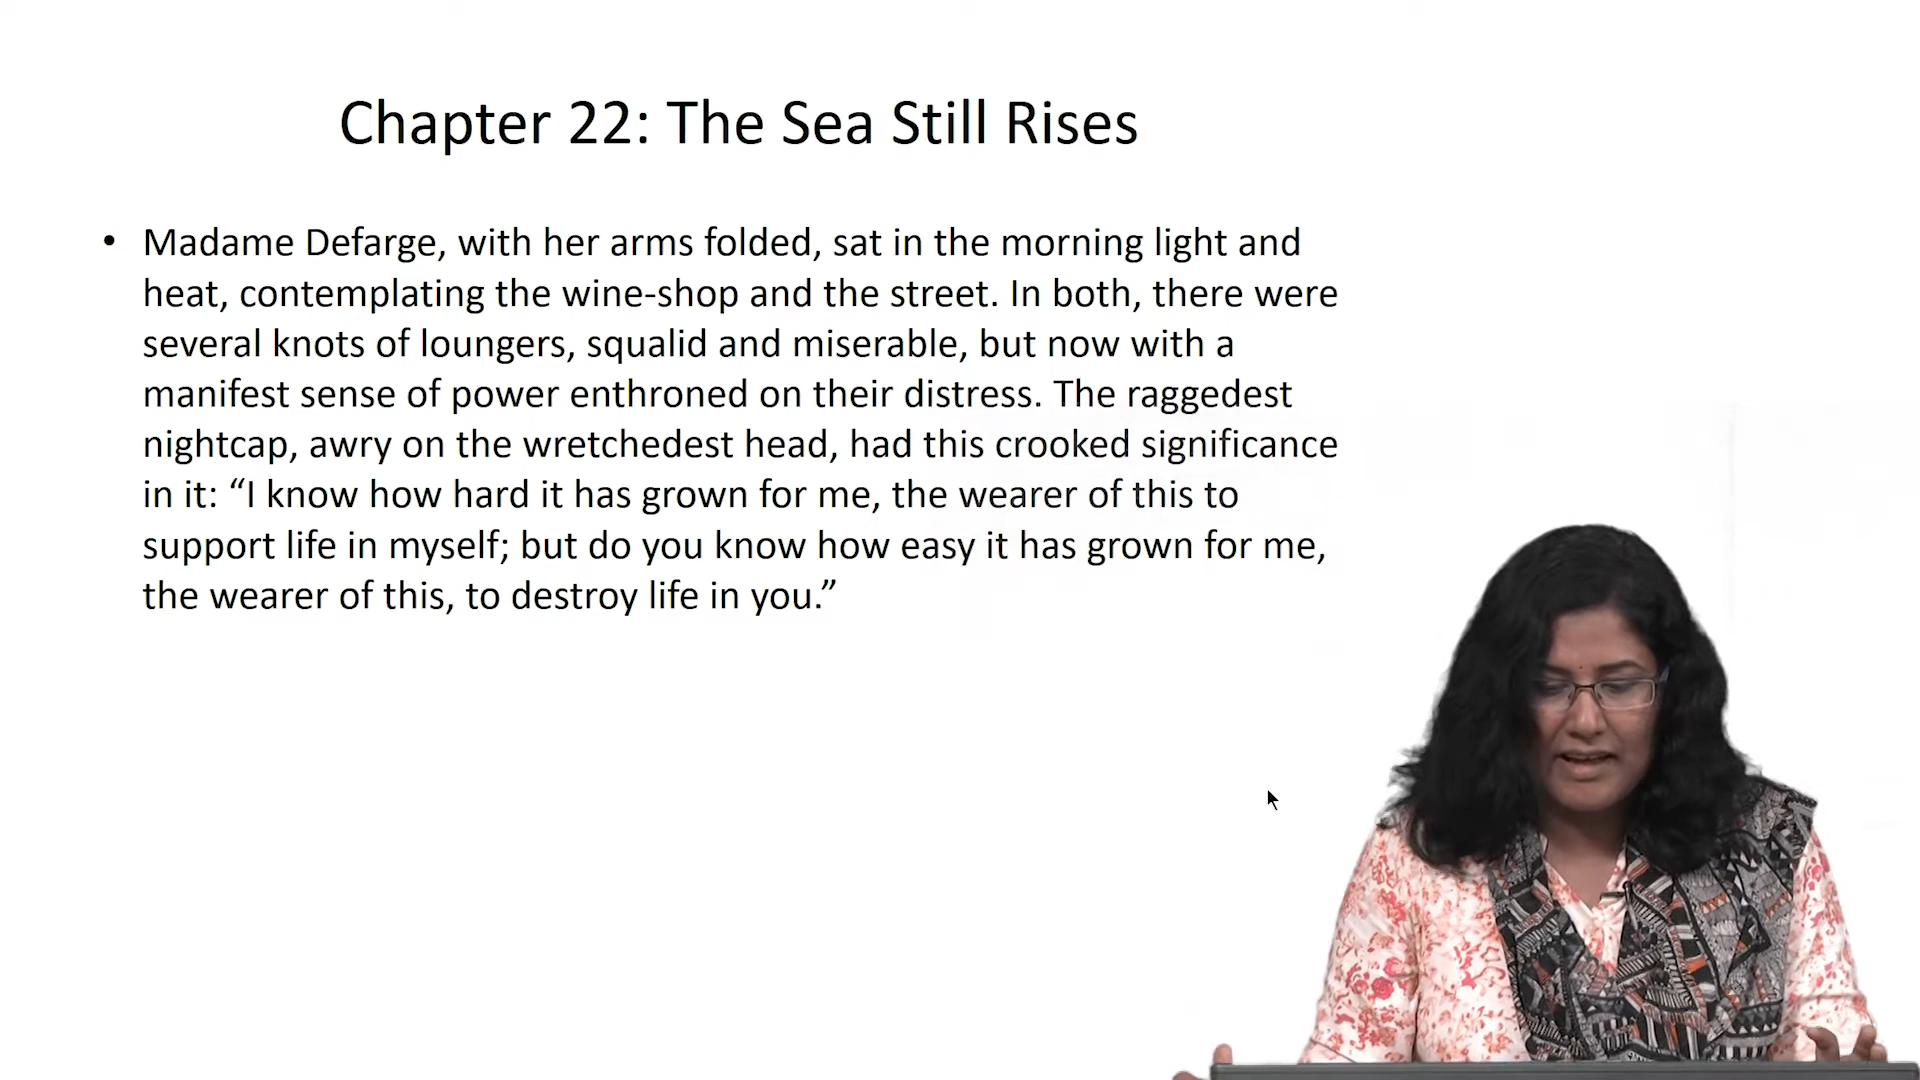 Chapter 22: The Sea Still Rises
• Madame Defarge, with her arms folded, sat in the morning light and
heat, contemplating the wine-shop and the street. In both, there were
several knots of loungers, squalid and miserable, but now with a
manifest sense of power enthroned on their distress. The raggedest
nightcap, awry on the wretchedest head, had this crooked significance
in it: “I know how hard it has grown for me, the wearer of this to
support life in myself; but do you know how easy it has grown for me,
the wearer of this, to destroy life in you.”